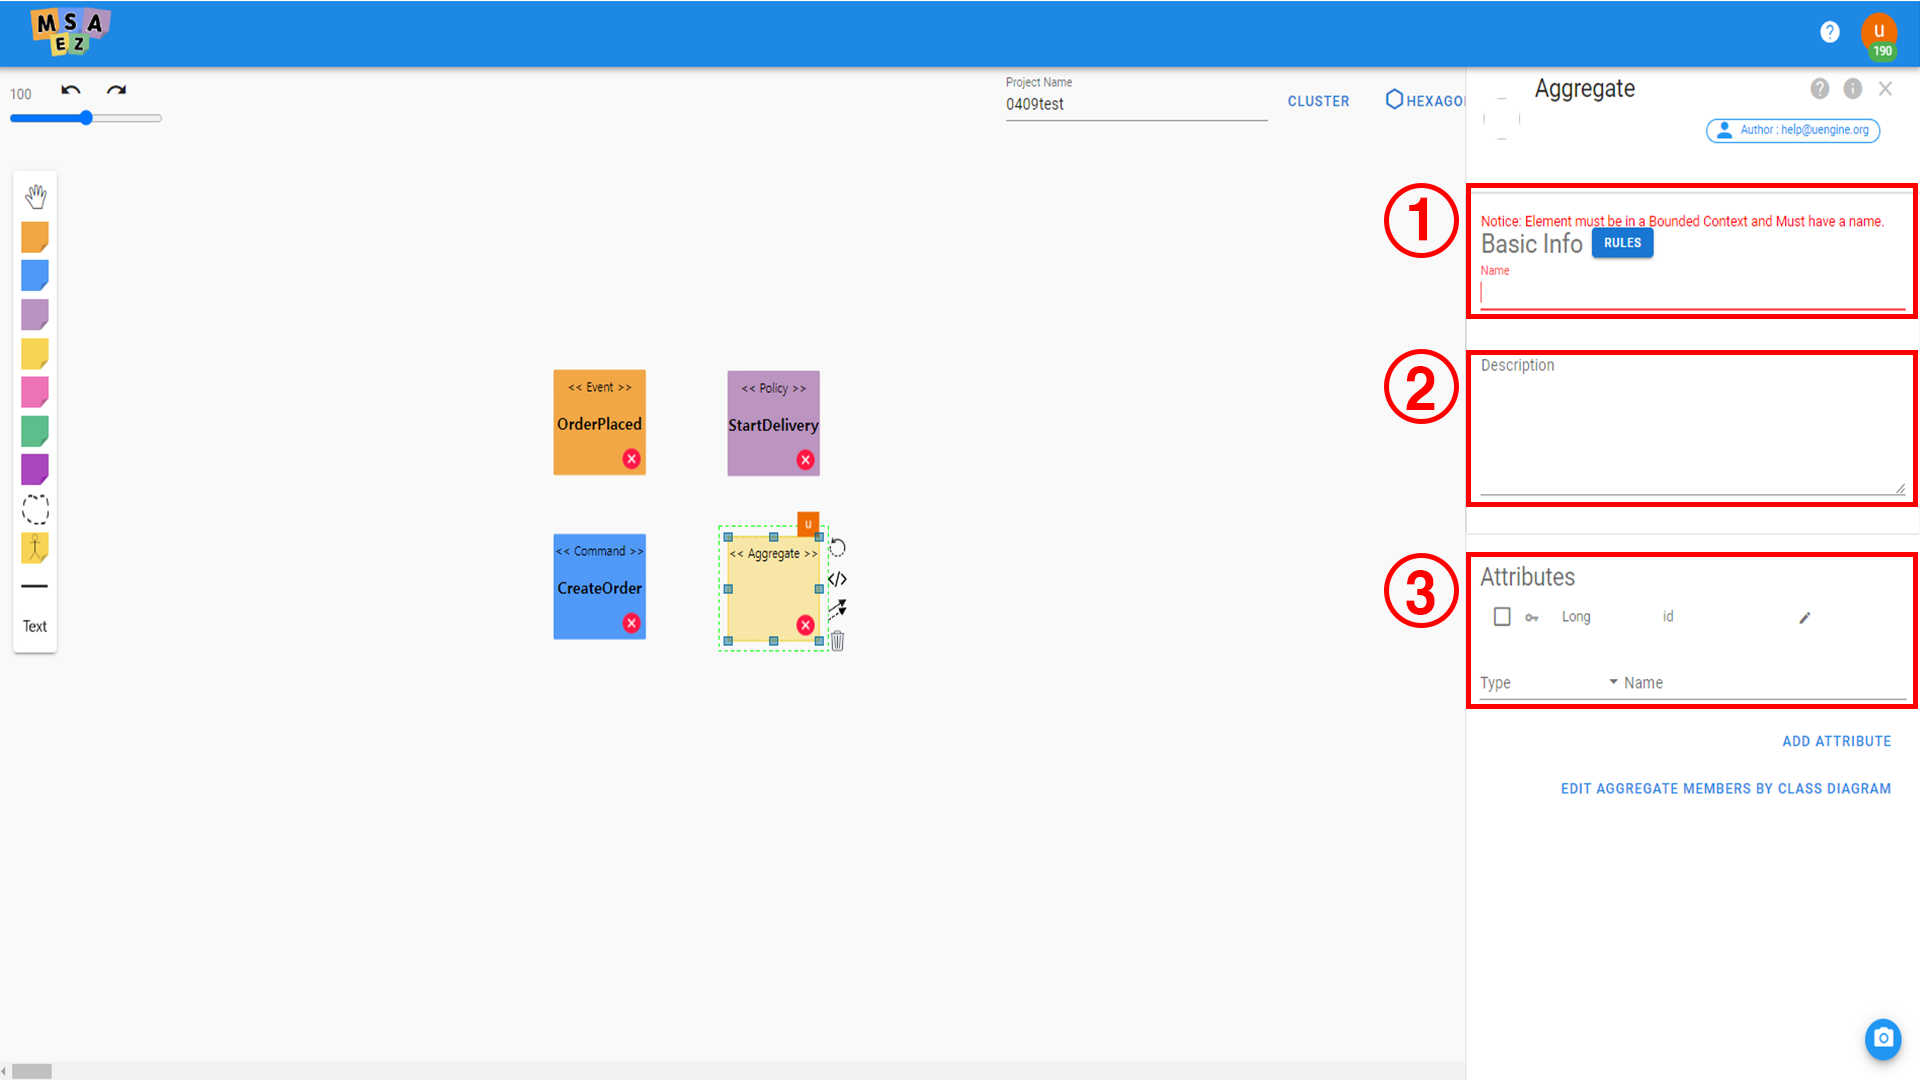 MSA
EZ
?
u
190
100
Project Name
0409test
CLUSTER
HEXAGO
Aggregate
Author : help@uengine.org
1
Notice: Element must be in a Bounded Context and Must have a name.
Basic Info RULES
Name
2
Description
<< Event >>
OrderPlaced
<< Policy >>
StartDelivery
u
<< Command >>
CreateOrder
<< Aggregate >>
</>
Text
3
Attributes
Long id
Type Name
ADD ATTRIBUTE
EDIT AGGREGATE MEMBERS BY CLASS DIAGRAM